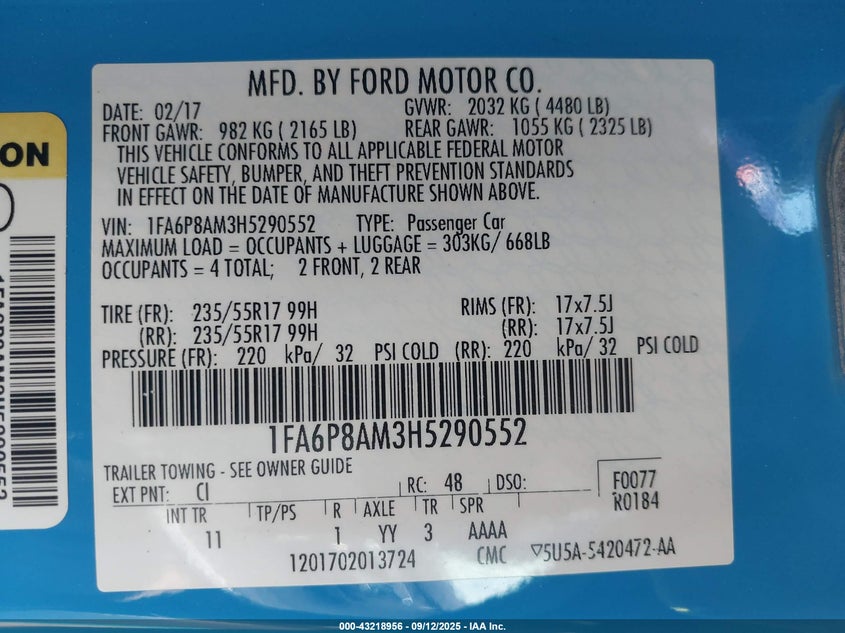 MFD. BY FORD MOTOR CO.
DATE: 02/17 GVWR: 2032 KG ( 4480 LB)
FRONT GAWR: 982 KG ( 2165 LB) REAR GAWR: 1055 KG ( 2325 LB)
THIS VEHICLE CONFORMS TO ALL APPLICABLE FEDERAL MOTOR
VEHICLE SAFETY, BUMPER, AND THEFT PREVENTION STANDARDS
IN EFFECT ON THE DATE OF MANUFACTURE SHOWN ABOVE.
VIN: 1FA6P8AM3H5290552 TYPE: Passenger Car
MAXIMUM LOAD = OCCUPANTS + LUGGAGE = 303KG/ 668LB
OCCUPANTS = 4 TOTAL; 2 FRONT, 2 REAR
TIRE (FR): 235/55R17 99H RIMS (FR): 17x7.5J
(RR): 235/55R17 99H (RR): 17x7.5J
PRESSURE (FR): 220 kPa/ 32 PSI COLD (RR): 220 kPa/ 32 PSI COLD
1FA6P8AM3H5290552
TRAILER TOWING - SEE OWNER GUIDE
EXT PNT: CI RC: 48 DSO: F0077
R0184
INT TR TP/PS R AXLE TR SPR
11 1 YY 3 AAAA
1201702013724 CMC ▽5U5A-5420472-AA
ON
1FA6P8AM3H5290552
000-43218956 - 09/12/2025 - IAA Inc.